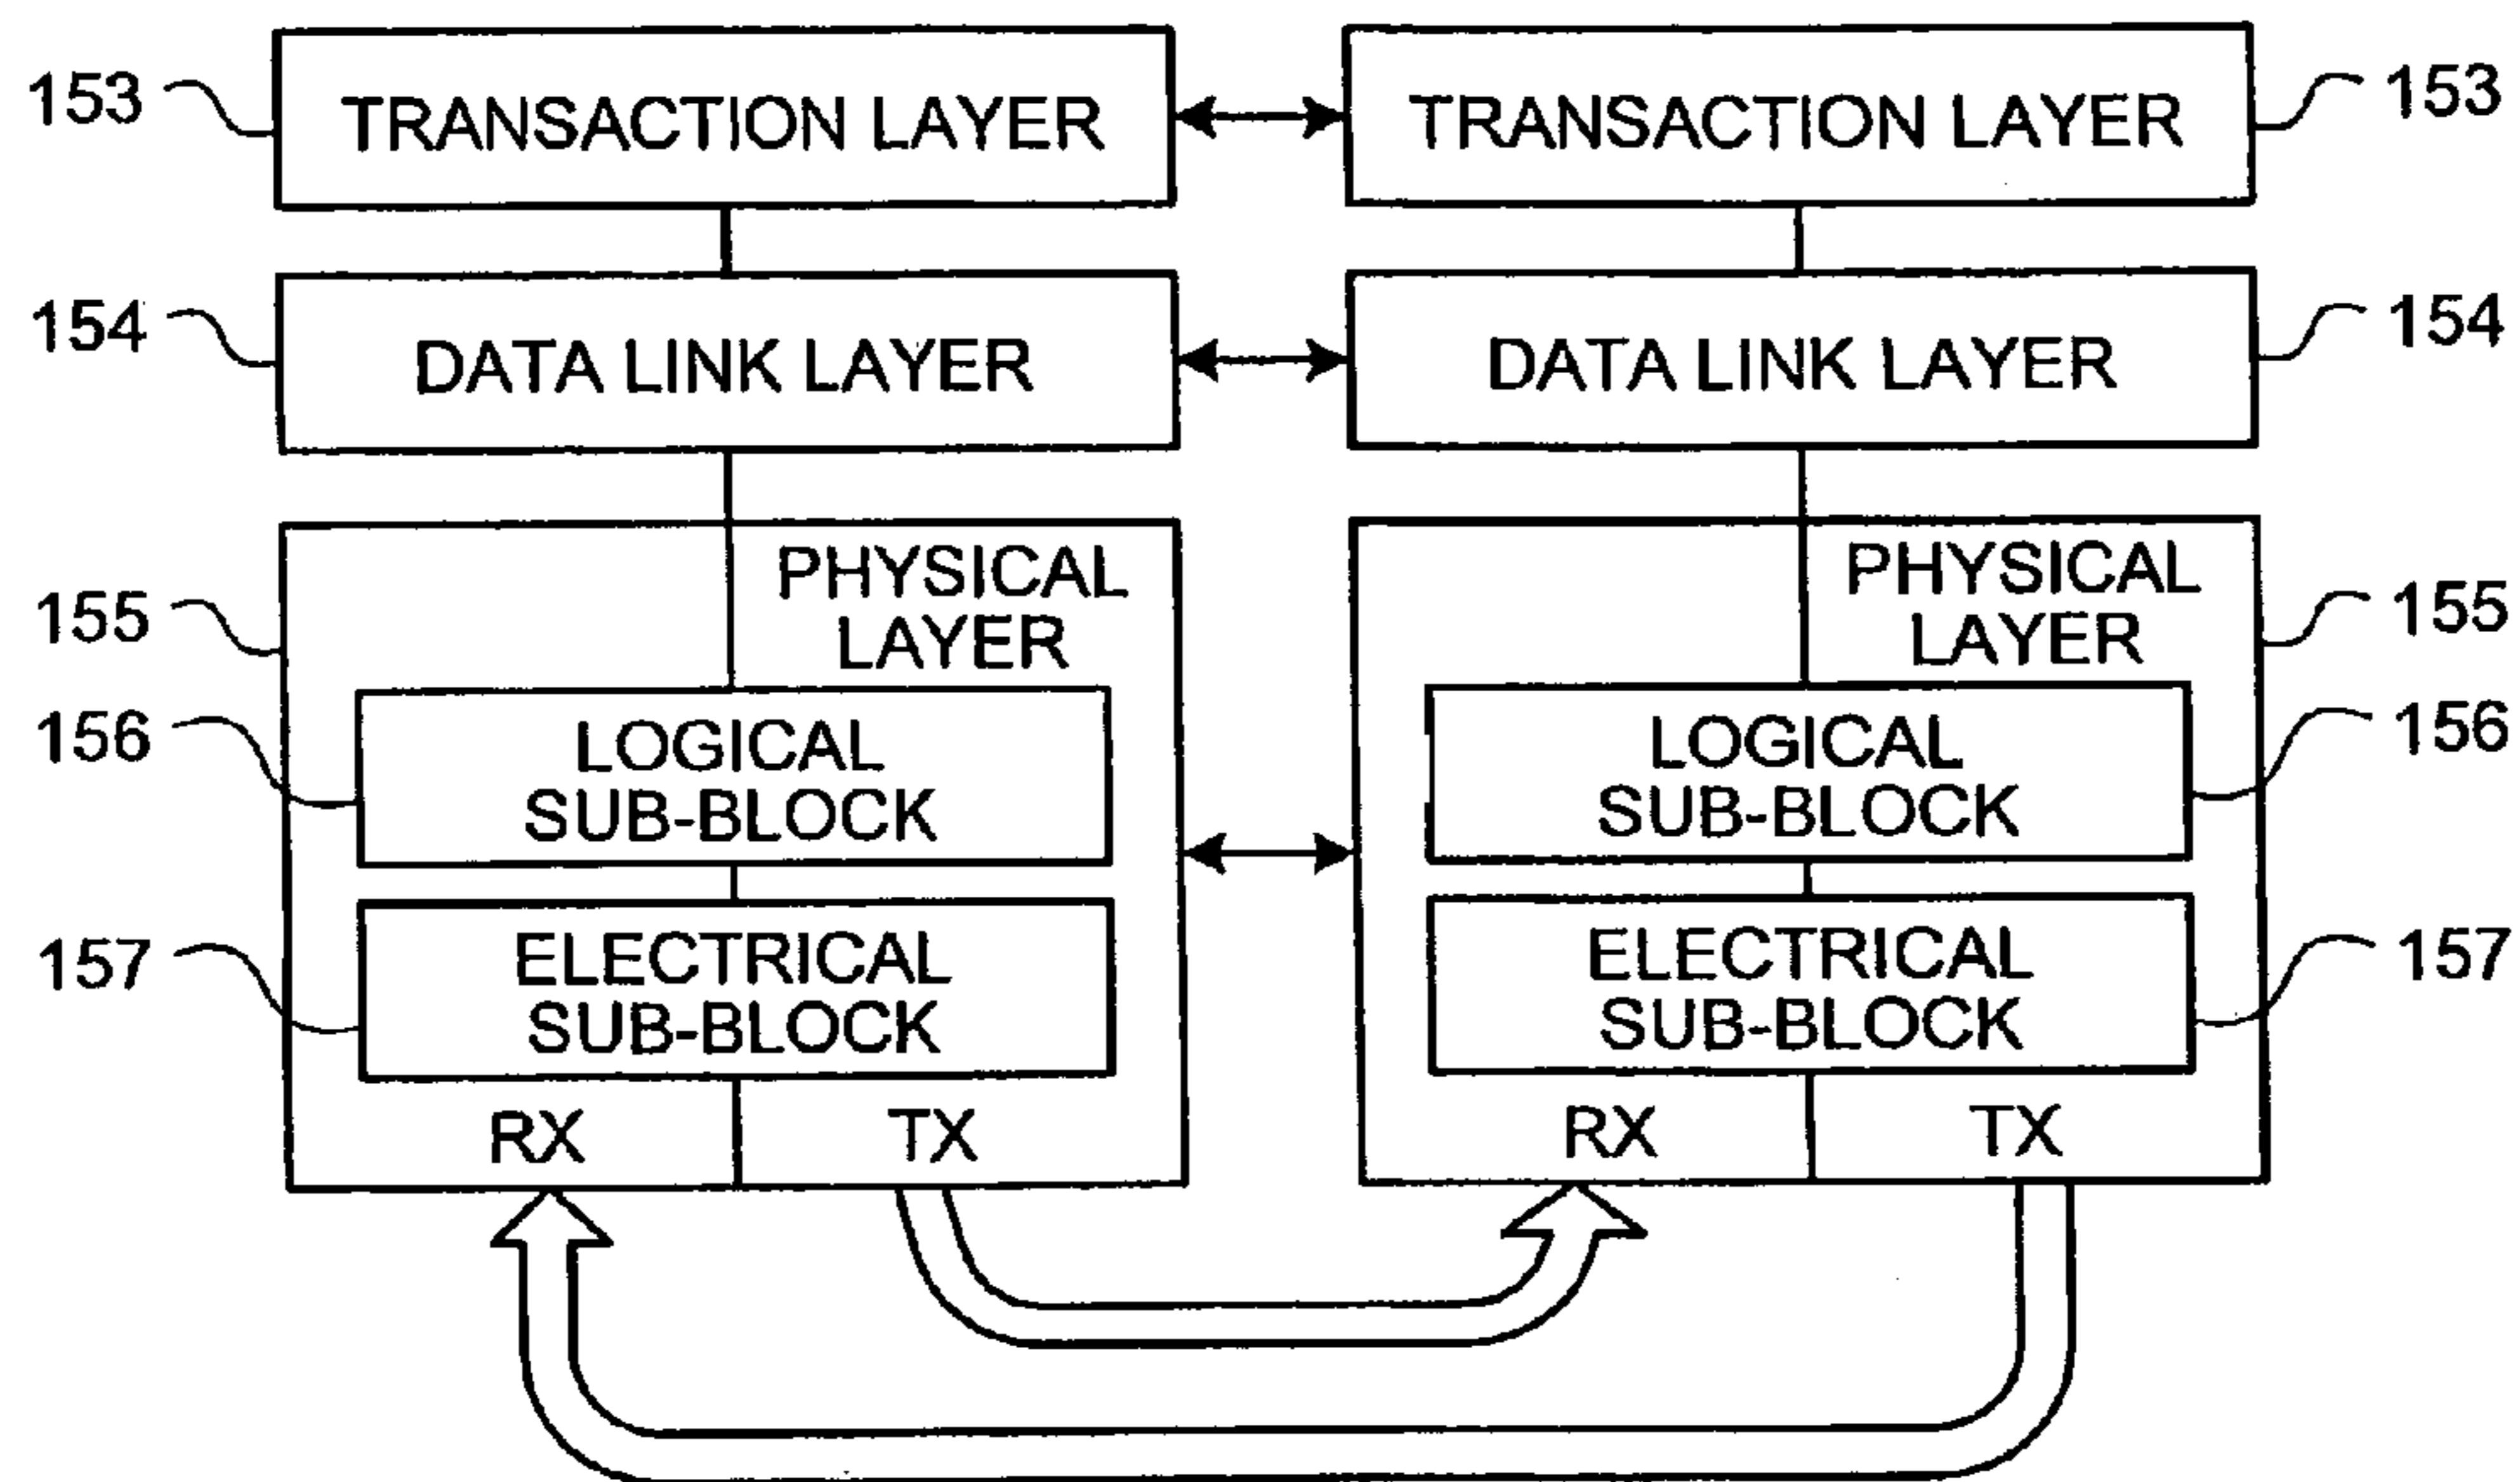 153 TRANSACTION LAYER TRANSACTION LAYER 153
154 DATA LINK LAYER DATA LINK LAYER 154
PHYSICAL PHYSICAL
155 LAYER LAYER 155
156 LOGICAL LOGICAL 156
SUB-BLOCK SUB-BLOCK
157 ELECTRICAL ELECTRICAL 157
SUB-BLOCK SUB-BLOCK
RX TX RX TX